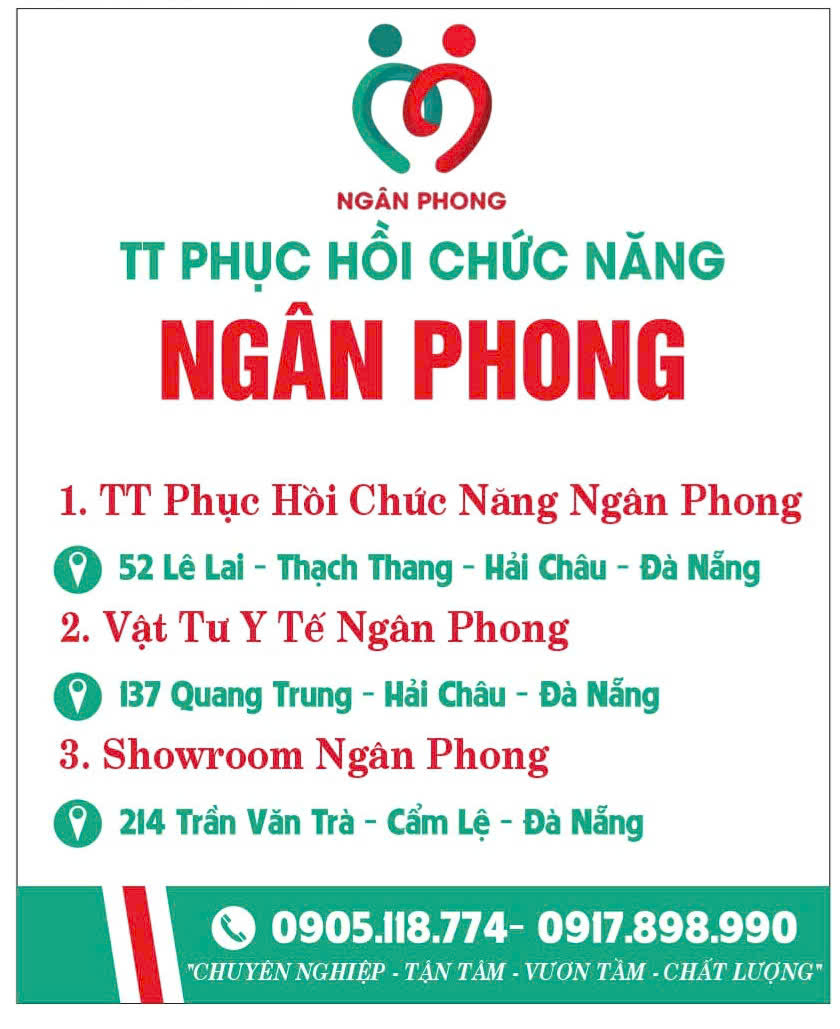 NGÂN PHONG
TT PHỤC HỒI CHỨC NĂNG
NGÂN PHONG
1. TT Phục Hồi Chức Năng Ngân Phong
52 Lê Lai - Thạch Thang - Hải Châu - Đà Nẵng
2. Vật Tư Y Tế Ngân Phong
137 Quang Trung - Hải Châu - Đà Nẵng
3. Showroom Ngân Phong
214 Trần Văn Trà - Cẩm Lệ - Đà Nẵng
0905.118.774- 0917.898.990
"CHUYÊN NGHIỆP - TẬN TÂM - VƯƠN TẦM - CHẤT LƯỢNG"